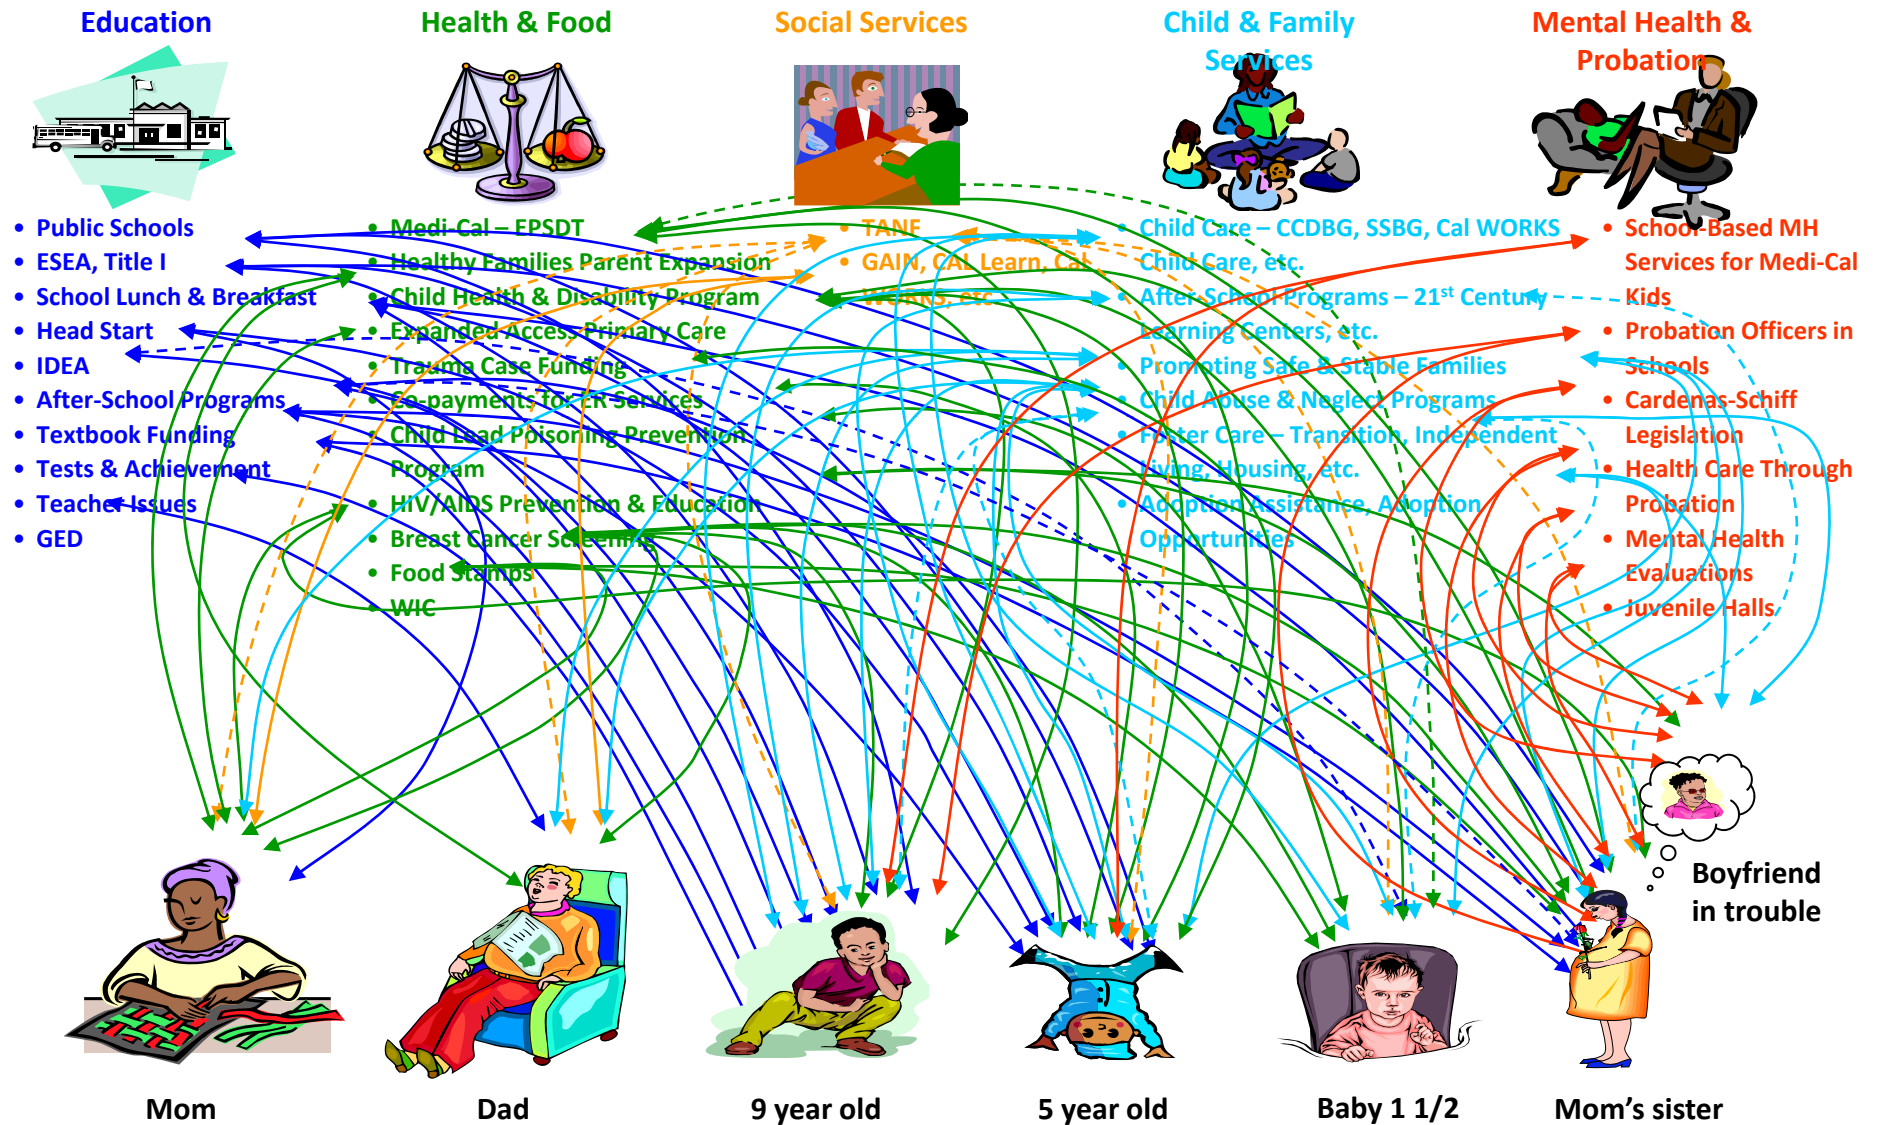 Education
Health & Food
Social Services
Child & Family
Services
Mental Health &
Probation
• Public Schools
• ESEA, Title I
• School Lunch & Breakfast
• Head Start
• IDEA
• After-School Programs
• Textbook Funding
• Tests & Achievement
• Teacher Issues
• GED
• Medi-Cal – EPSDT
• Healthy Families Parent Expansion
• Child Health & Disability Program
• Expanded Access Primary Care
• Trauma Case Funding
• Co-payments for ER Services
• Child Lead Poisoning Prevention
Program
• HIV/AIDS Prevention & Education
• Breast Cancer Screening
• Food Stamps
• WIC
• TANF
• GAIN, CAL Learn, Cal
WORKS, etc.
• Child Care – CCDBG, SSBG, Cal WORKS
Child Care, etc.
• After-School Programs – 21st Century
Learning Centers, etc.
• Promoting Safe & Stable Families
• Child Abuse & Neglect Programs
• Foster Care – Transition, Independent
Living, Housing, etc.
• Adoption Assistance, Adoption
Opportunities
• School-Based MH
Services for Medi-Cal
Kids
• Probation Officers in
Schools
• Cardenas-Schiff
Legislation
• Health Care Through
Probation
• Mental Health
Evaluations
• Juvenile Halls
Boyfriend
in trouble
Mom
Dad
9 year old
5 year old
Baby 1 1/2
Mom’s sister